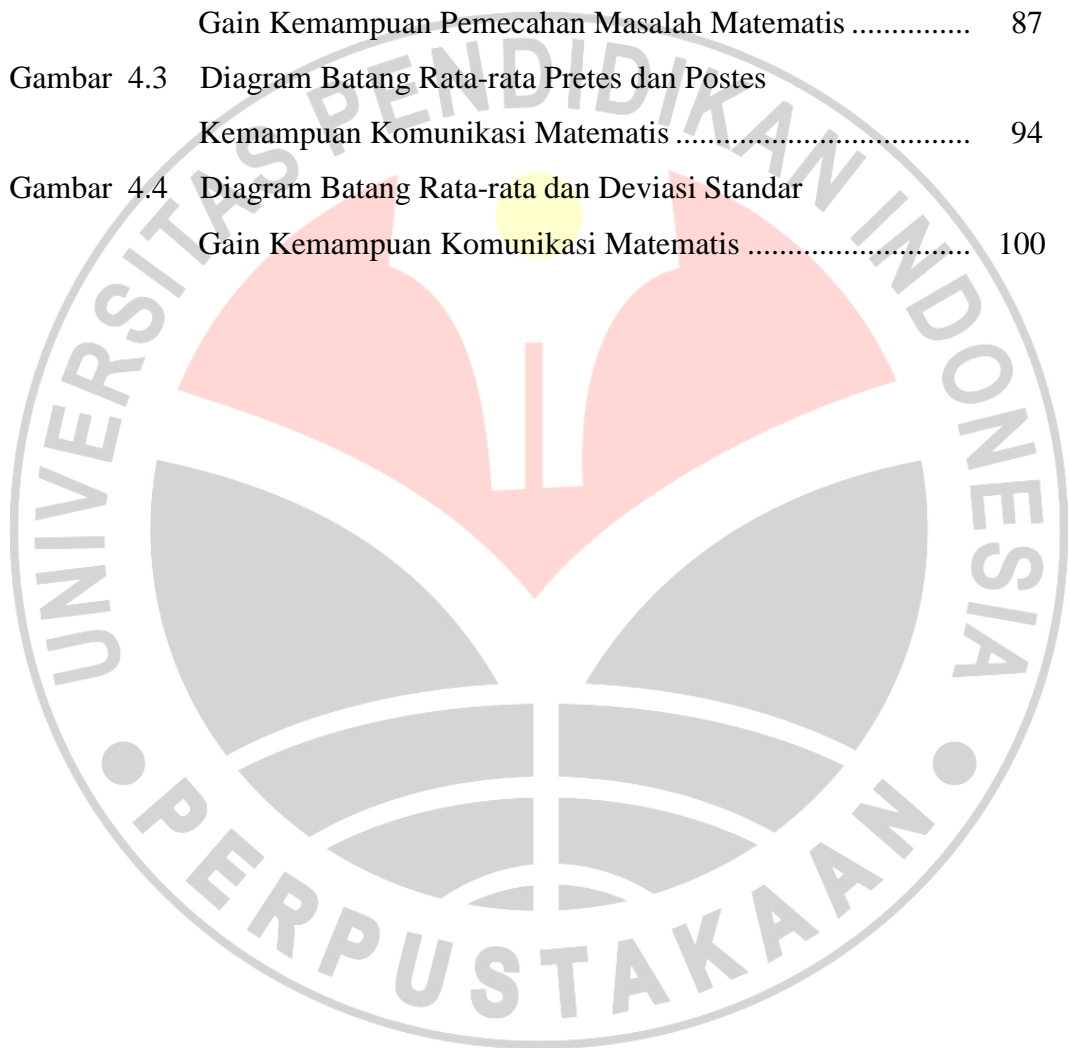 Gain Kemampuan Pemecahan Masalah Matematis ............... 87
Gambar 4.3 Diagram Batang Rata-rata Pretes dan Postes
Kemampuan Komunikasi Matematis .................................. 94
Gambar 4.4 Diagram Batang Rata-rata dan Deviasi Standar
Gain Kemampuan Komunikasi Matematis .......................... 100
UNIVERSITAS PENDIDIKAN INDONESIA
PERPUSTAKAAN